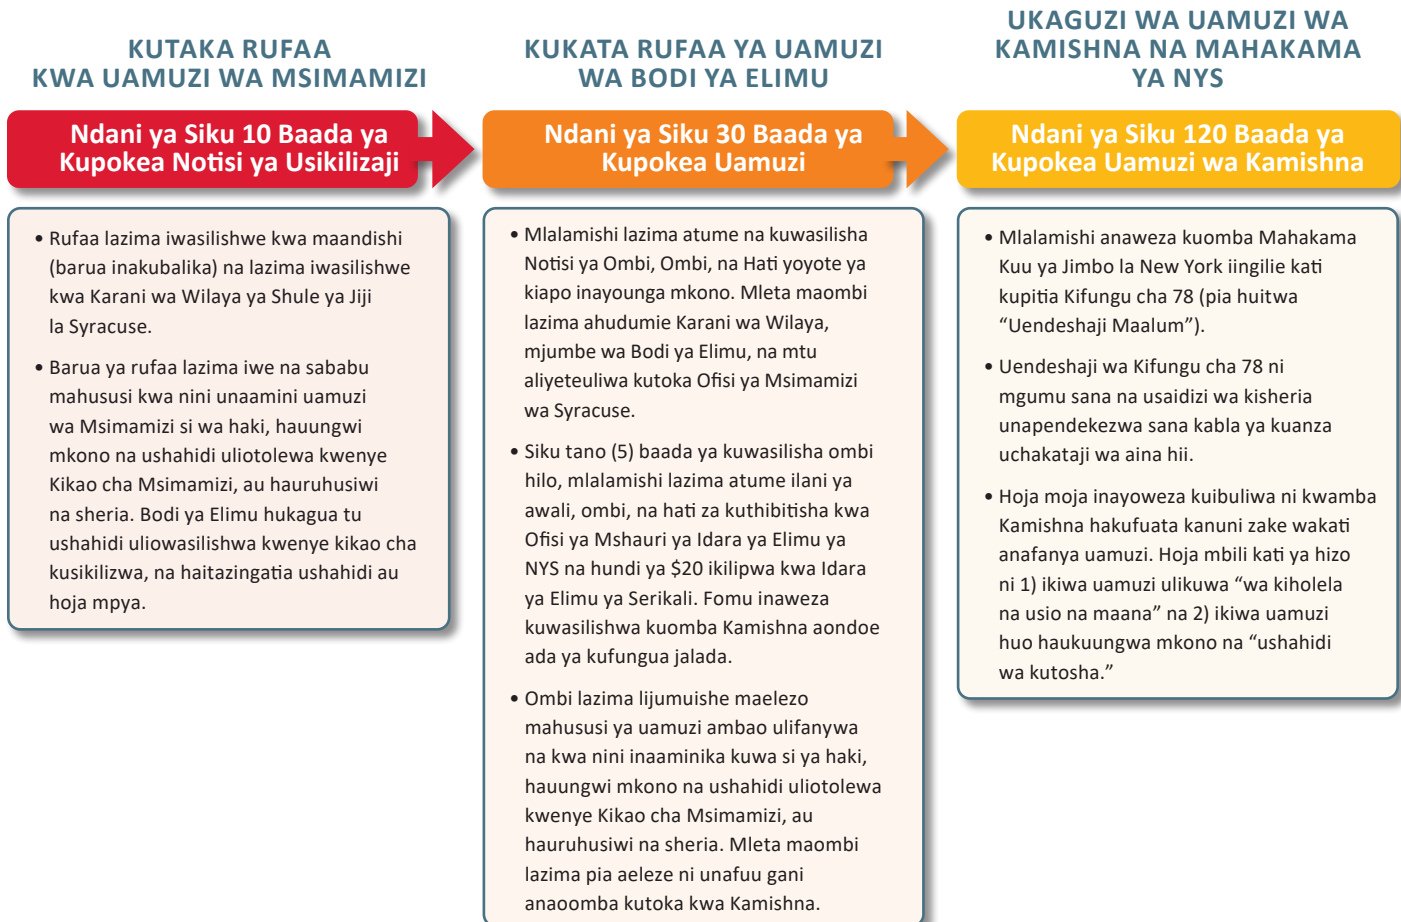 KUTAKA RUFAA
KWA UAMUZI WA MSIMAMIZI
Ndani ya Siku 10 Baada ya
Kupokea Notisi ya Usikilizaji
• Rufaa lazima iwasilishwe kwa maandishi
(barua inakubalika) na lazima iwasilishwe
kwa Karani wa Wilaya ya Shule ya Jiji
la Syracuse.
• Barua ya rufaa lazima iwe na sababu
mahususi kwa nini unaamini uamuzi
wa Msimamizi si wa haki, hauungwi
mkono na ushahidi uliotolewa kwenye
Kikao cha Msimamizi, au hauruhusiwi
na sheria. Bodi ya Elimu hukagua tu
ushahidi uliowasilishwa kwenye kikao cha
kusikilizwa, na haitazingatia ushahidi au
hoja mpya.
KUKATA RUFAA YA UAMUZI
WA BODI YA ELIMU
Ndani ya Siku 30 Baada ya
Kupokea Uamuzi
• Mlalamishi lazima atume na kuwasilisha
Notisi ya Ombi, Ombi, na Hati yoyote ya
kiapo inayounga mkono. Mleta maombi
lazima ahudumie Karani wa Wilaya,
mjumbe wa Bodi ya Elimu, na mtu
aliyeteuliwa kutoka Ofisi ya Msimamizi
wa Syracuse.
• Siku tano (5) baada ya kuwasilisha ombi
hilo, mlalamishi lazima atume ilani ya
awali, ombi, na hati za kuthibitisha kwa
Ofisi ya Mshauri ya Idara ya Elimu ya
NYS na hundi ya $20 ikilipwa kwa Idara
ya Elimu ya Serikali. Fomu inaweza
kuwasilishwa kuomba Kamishna aondoe
ada ya kufungua jalada.
• Ombi lazima lijumuishe maelezo
mahususi ya uamuzi ambao ulifanywa
na kwa nini inaaminika kuwa si ya haki,
hauungwi mkono na ushahidi uliotolewa
kwenye Kikao cha Msimamizi, au
hauruhusiwi na sheria. Mleta maombi
lazima pia aeleze ni unafuu gani
anaoomba kutoka kwa Kamishna.
UKAGUZI WA UAMUZI WA
KAMISHNA NA MAHAKAMA
YA NYS
Ndani ya Siku 120 Baada ya
Kupokea Uamuzi wa Kamishna
• Mlalamishi anaweza kuomba Mahakama
Kuu ya Jimbo la New York iingilie kati
kupitia Kifungu cha 78 (pia huitwa
“Uendeshaji Maalum”).
• Uendeshaji wa Kifungu cha 78 ni
mgumu sana na usaidizi wa kisheria
unapendekezwa sana kabla ya kuanza
uchakataji wa aina hii.
• Hoja moja inayoweza kuibuliwa ni kwamba
Kamishna hakufuata kanuni zake wakati
anafanya uamuzi. Hoja mbili kati ya hizo
ni 1) ikiwa uamuzi ulikuwa “wa kiholela
na usio na maana” na 2) ikiwa uamuzi
huo haukuungwa mkono na “ushahidi
wa kutosha.”